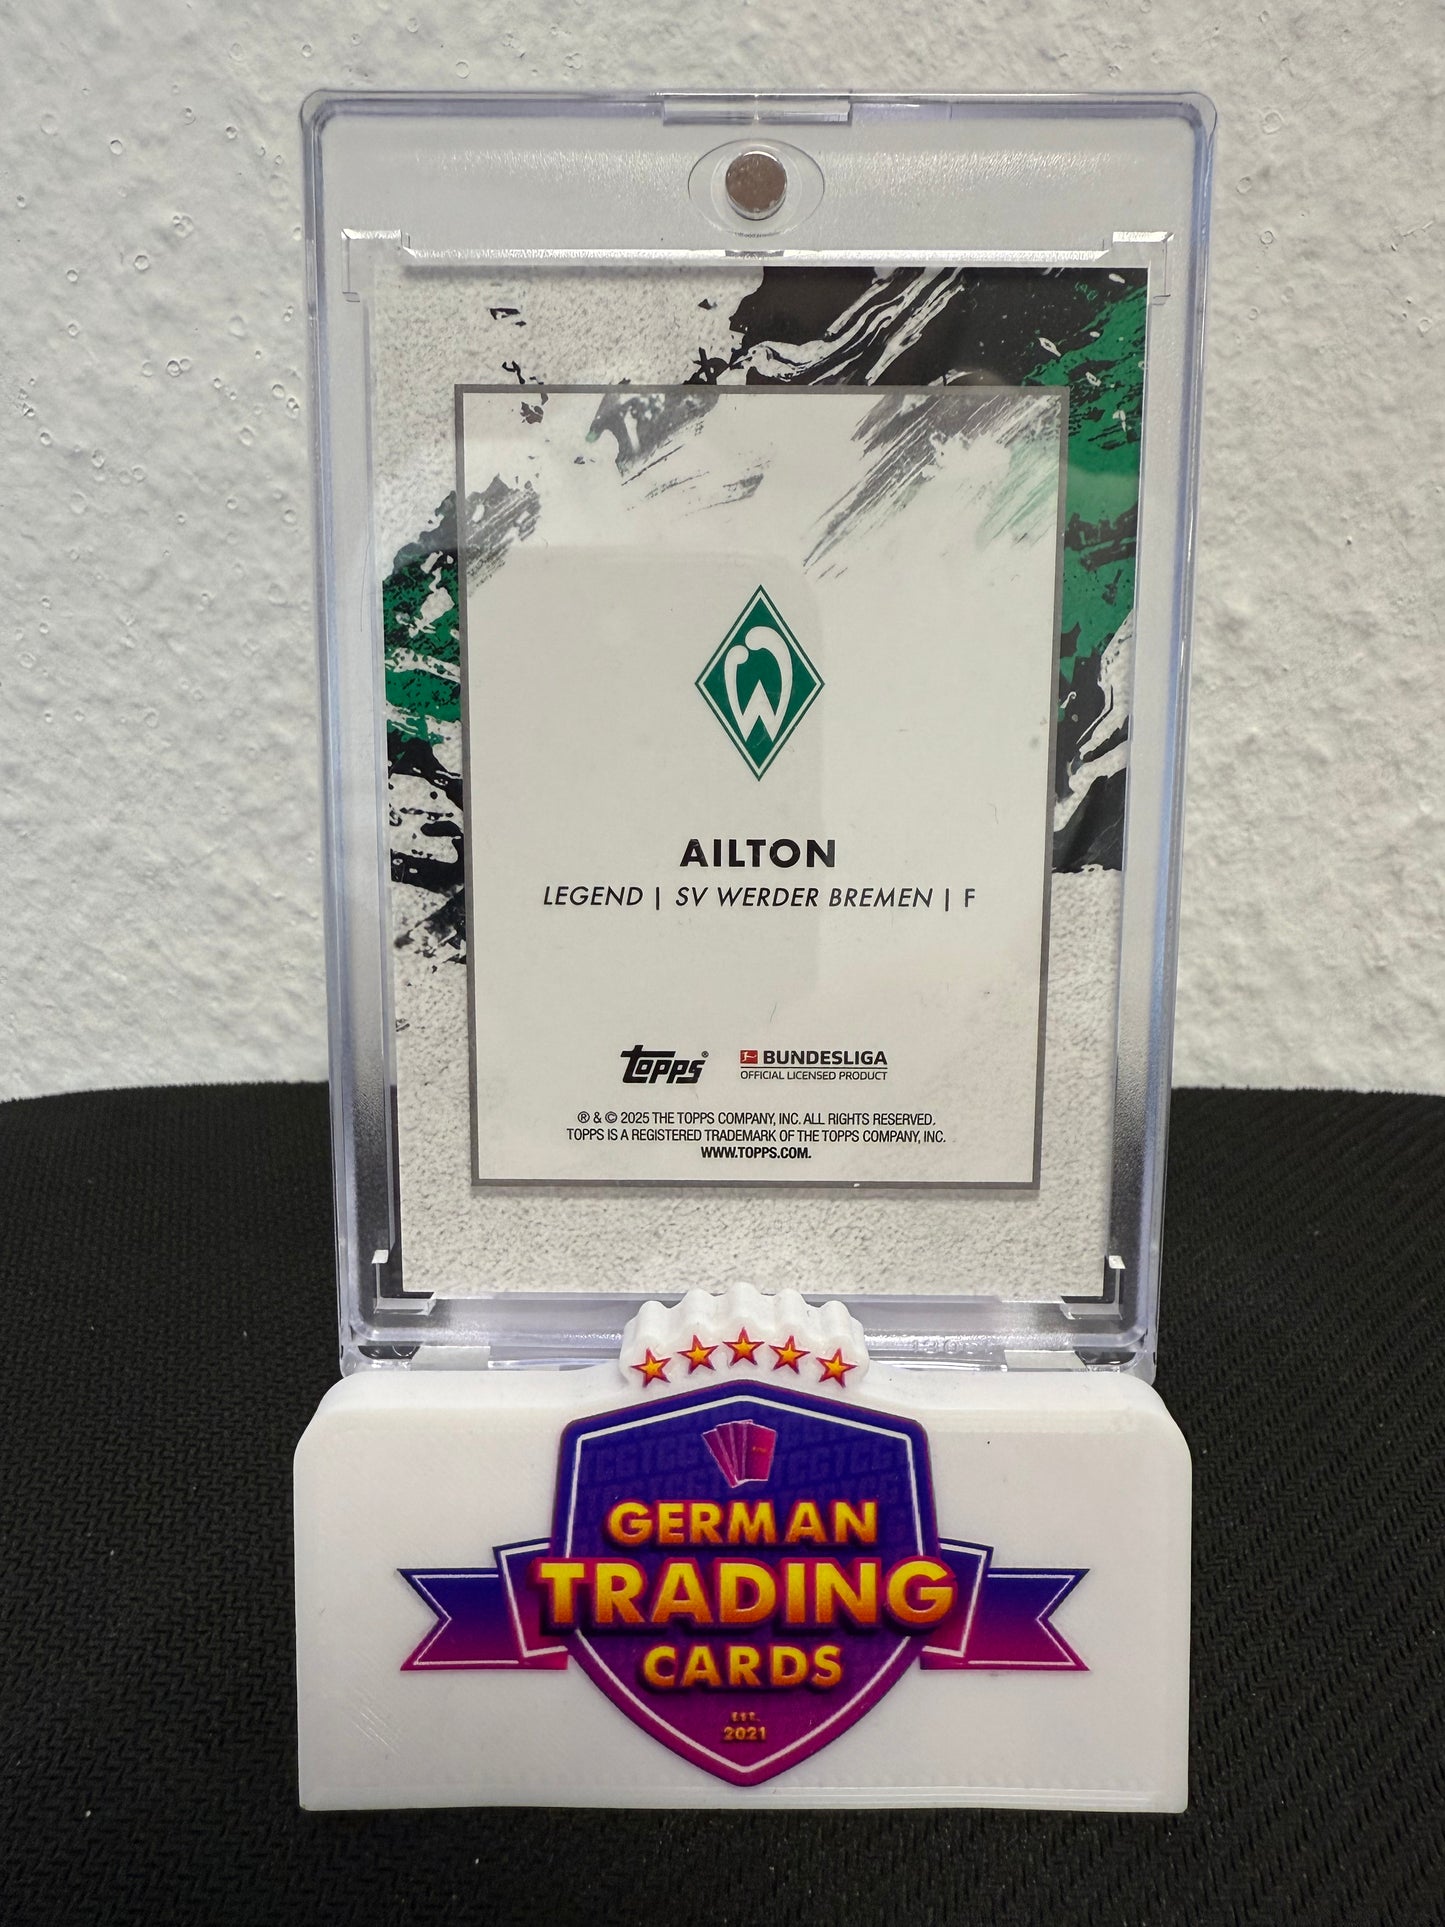 AILTON
LEGEND | SV WERDER BREMEN | F
TOPPS® BUNDESLIGA
OFFICIAL LICENSED PRODUCT
® & © 2025 THE TOPPS COMPANY, INC. ALL RIGHTS RESERVED.
TOPPS IS A REGISTERED TRADEMARK OF THE TOPPS COMPANY, INC.
WWW.TOPPS.COM.
GERMAN
TRADING
CARDS
EST.
2021